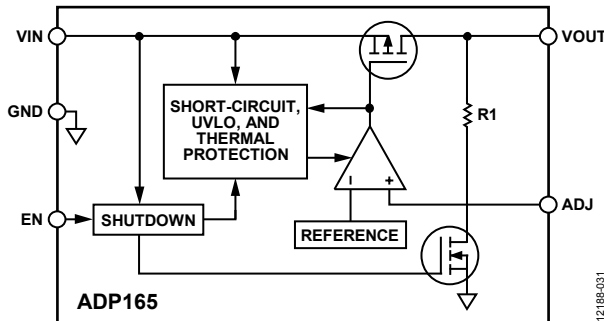 VIN
VOUT
GND
SHORT-CIRCUIT,
UVLO, AND
THERMAL
PROTECTION
R1
EN
SHUTDOWN
ADJ
REFERENCE
ADP165
12188-031